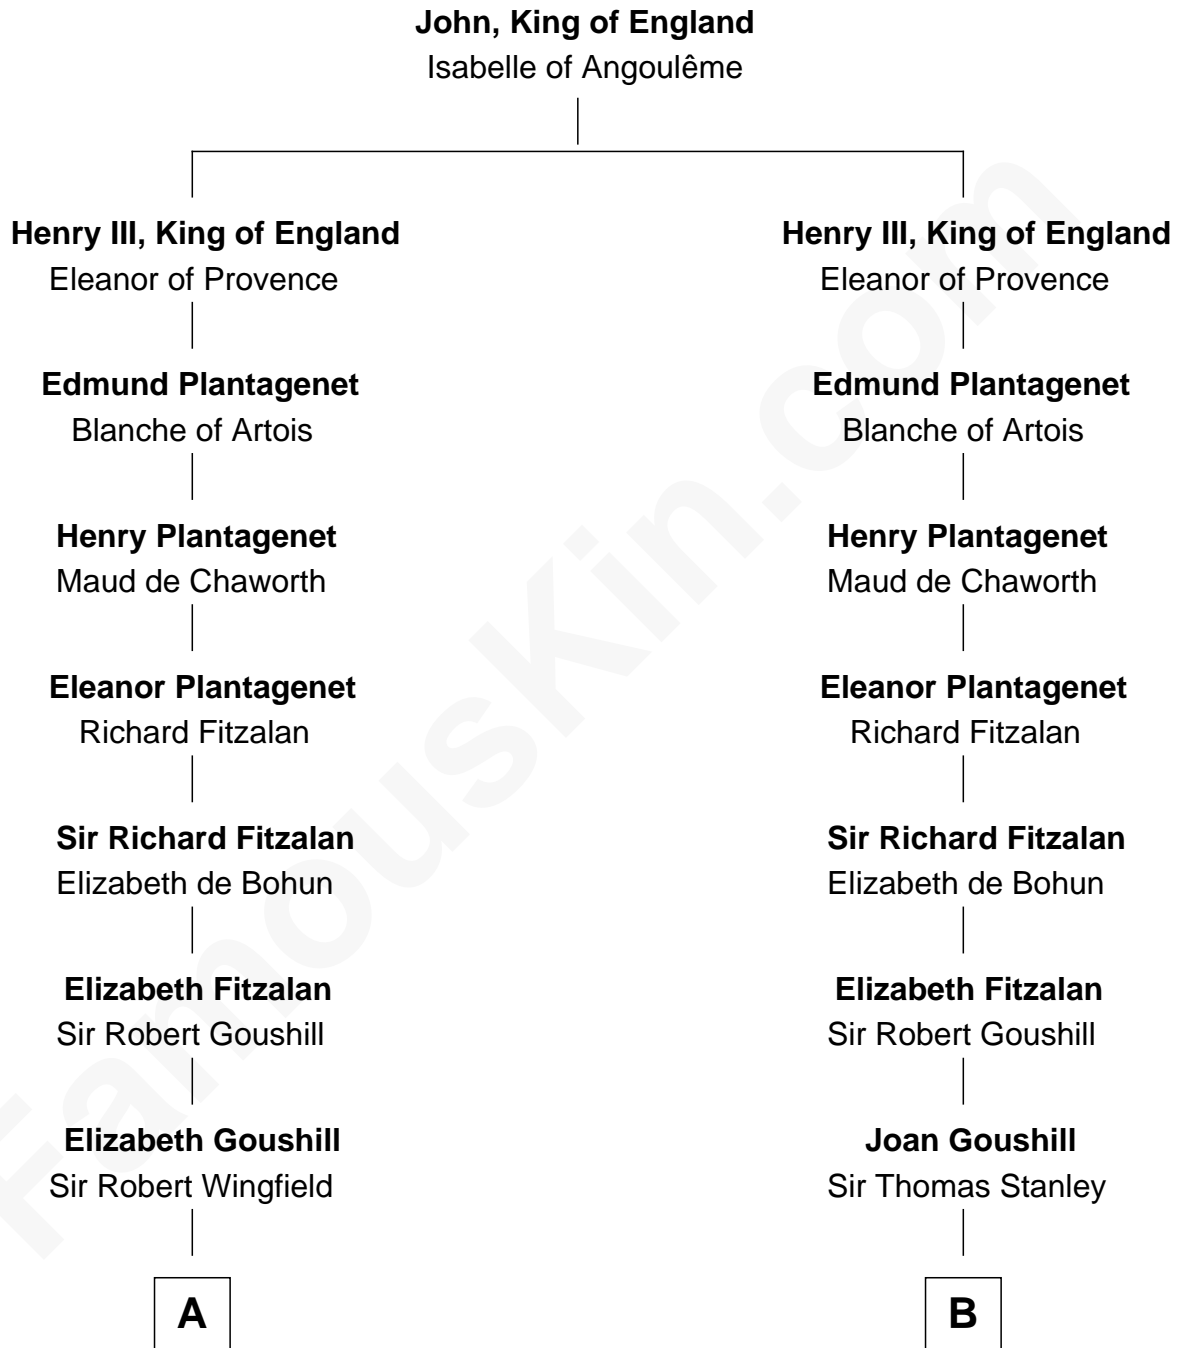 John, King of England
Isabelle of Angoulême
Henry III, King of England Henry III, King of England
Eleanor of Provence Eleanor of Provence
Edmund Plantagenet Edmund Plantagenet
Blanche of Artois Blanche of Artois
Henry Plantagenet Henry Plantagenet
Maud de Chaworth Maud de Chaworth
Eleanor Plantagenet Eleanor Plantagenet
Richard Fitzalan Richard Fitzalan
Sir Richard Fitzalan Sir Richard Fitzalan
Elizabeth de Bohun Elizabeth de Bohun
Elizabeth Fitzalan Elizabeth Fitzalan
Sir Robert Goushill Sir Robert Goushill
Elizabeth Goushill Joan Goushill
Sir Robert Wingfield Sir Thomas Stanley
A B
FamousKin.com